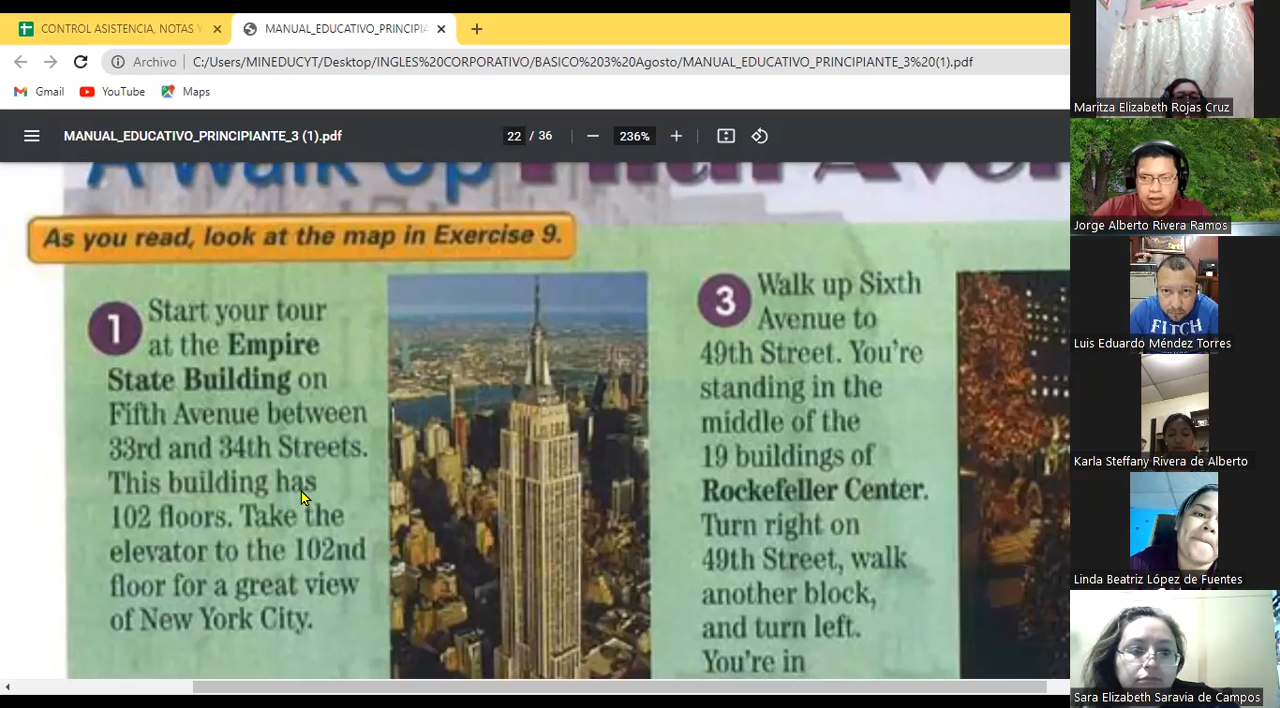 CONTROL ASISTENCIA, NOTAS Y
MANUAL_EDUCATIVO_PRINCIPIA
Archivo
C:/Users/MINEDUCYT/Desktop/INGLES%20CORPORATIVO/BASICO%203%20Agosto/MANUAL_EDUCATIVO_PRINCIPIANTE_3%20(1).pdf
Gmail YouTube Maps
MANUAL_EDUCATIVO_PRINCIPIANTE_3 (1).pdf
22 / 36
236%
A Walk Up Fifth Aven
As you read, look at the map in Exercise 9.
1 Start your tour
at the Empire
State Building on
Fifth Avenue between
33rd and 34th Streets.
This building has
102 floors. Take the
elevator to the 102nd
floor for a great view
of New York City.
3 Walk up Sixth
Avenue to
49th Street. You're
standing in the
middle of the
19 buildings of
Rockefeller Center.
Turn right on
49th Street, walk
another block,
and turn left.
You're in
Maritza Elizabeth Rojas Cruz
Jorge Alberto Rivera Ramos
FITCH
Luis Eduardo Méndez Torres
Karla Steffany Rivera de Alberto
Linda Beatriz López de Fuentes
Sara Elizabeth Saravia de Campos